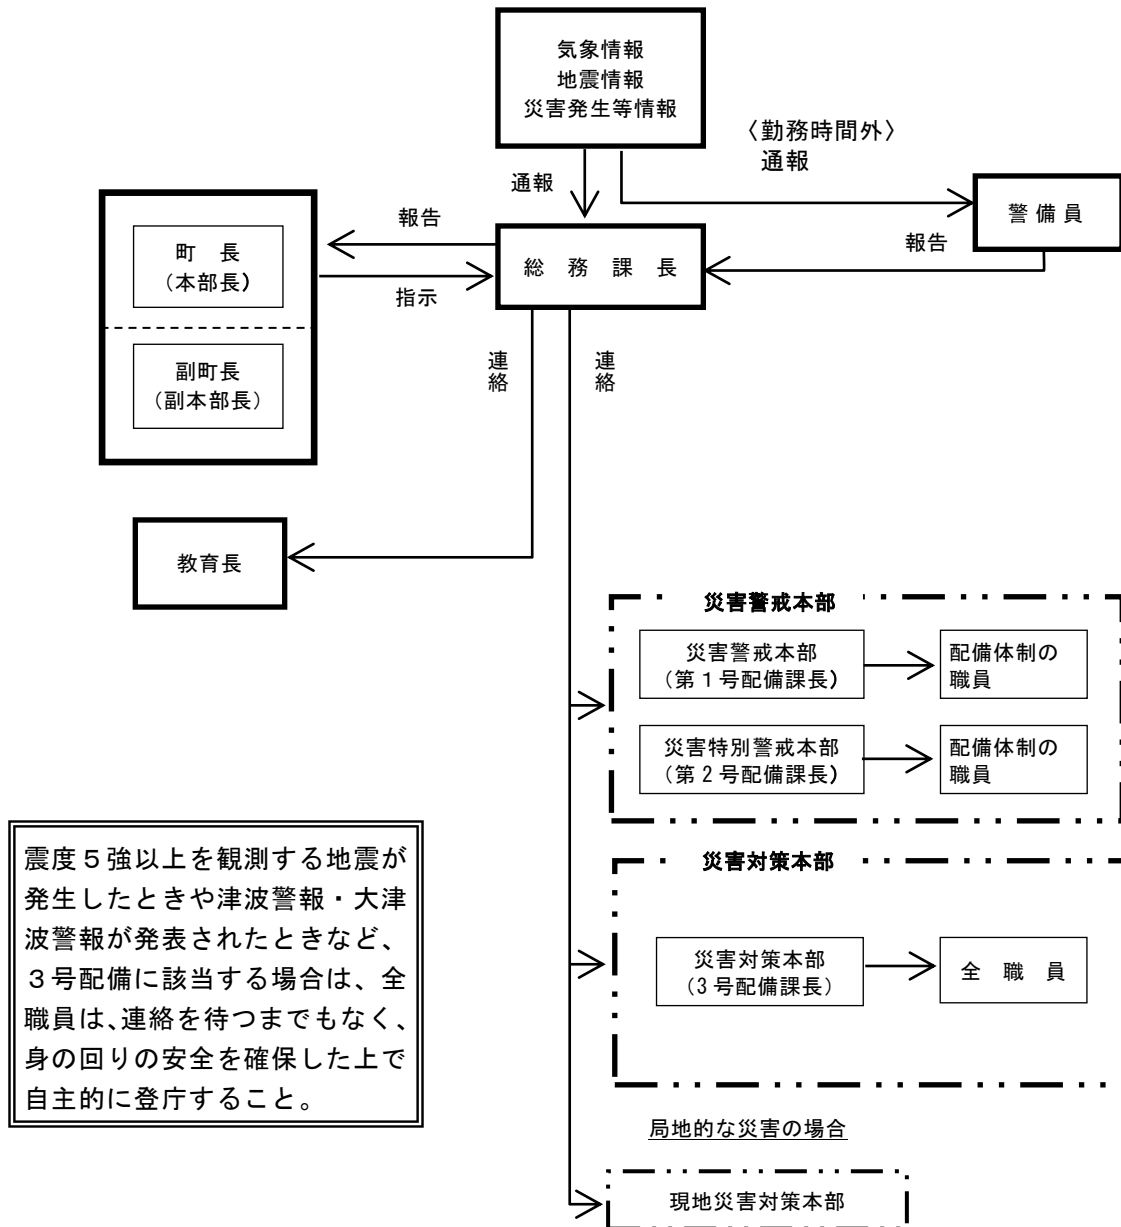 気象情報
地震情報
災害発生等情報
〈勤務時間外〉
通報
通報
警備員
報告
報告
町　長
（本部長）
総　務　課　長
指示
副町長
（副本部長）
連絡
連絡
教育長
災害警戒本部
災害警戒本部
（第１号配備課長）
配備体制の
職員
災害特別警戒本部
（第２号配備課長）
配備体制の
職員
震度５強以上を観測する地震が
発生したときや津波警報・大津
波警報が発表されたときなど、
３号配備に該当する場合は、全
職員は、連絡を待つまでもなく、
身の回りの安全を確保した上で
自主的に登庁すること。
災害対策本部
災害対策本部
（３号配備課長）
全　職　員
局地的な災害の場合
現地災害対策本部